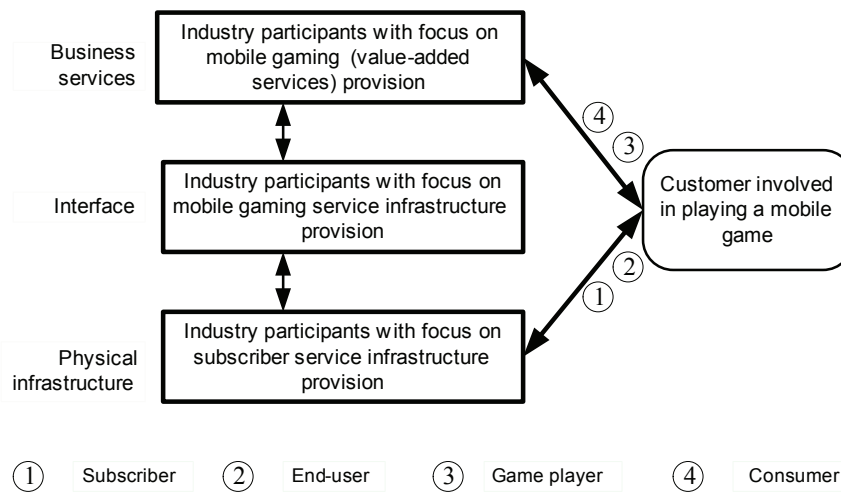 Business
services
Industry participants with focus on
mobile gaming (value-added
services) provision
4
3
Interface
Industry participants with focus on
mobile gaming service infrastructure
provision
Customer involved
in playing a mobile
game
2
1
Physical
infrastructure
Industry participants with focus on
subscriber service infrastructure
provision
1 Subscriber 2 End-user 3 Game player 4 Consumer